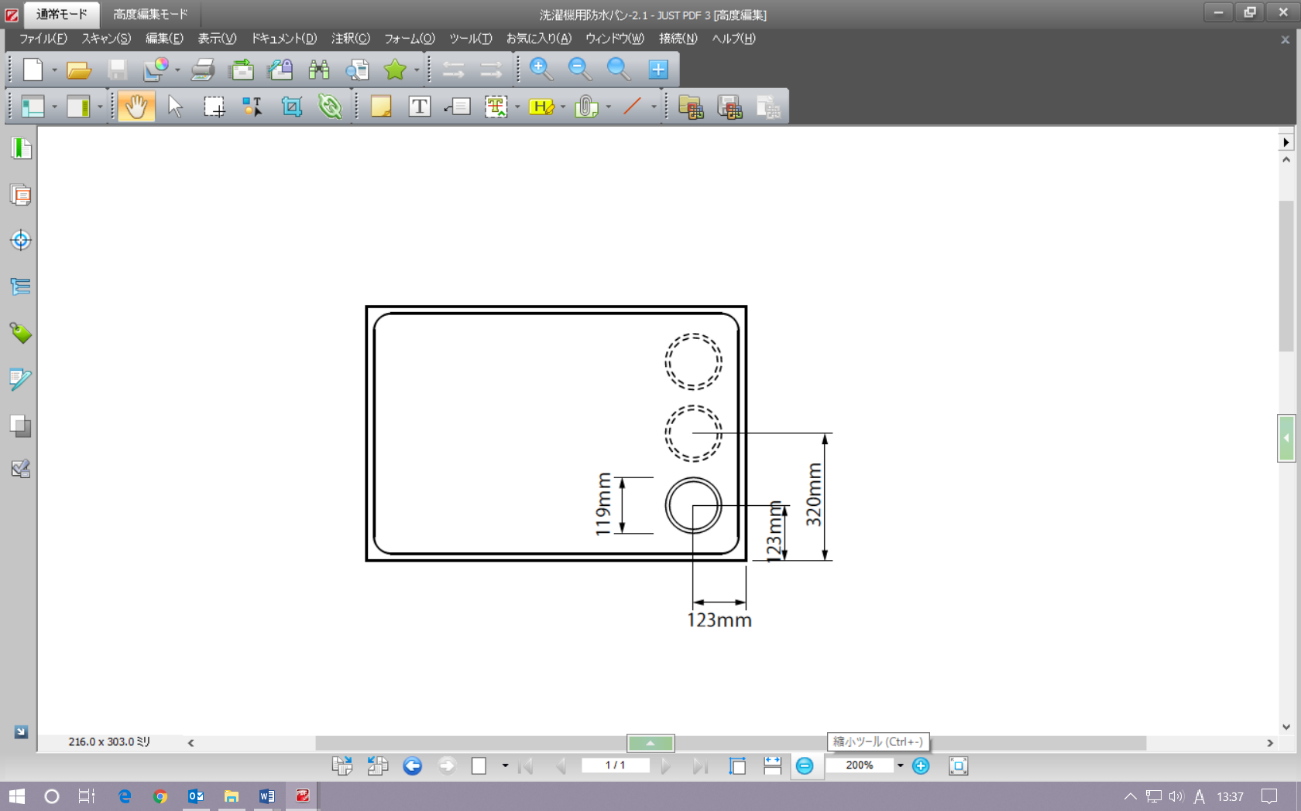 通常モード 高度編集モード 洗濯機用防水パン-2.1 - JUST PDF 3 [高度編集]
ファイル(F) スキャン(S) 編集(E) 表示(V) ドキュメント(D) 注釈(C) フォーム(O) ツール(T) お気に入り(A) ウィンドウ(W) 接続(N) ヘルプ(H)
119mm
123mm
320mm
123mm
216.0 x 303.0 ミリ
縮小ツール (Ctrl+-)
1 / 1
200%
A 13:37